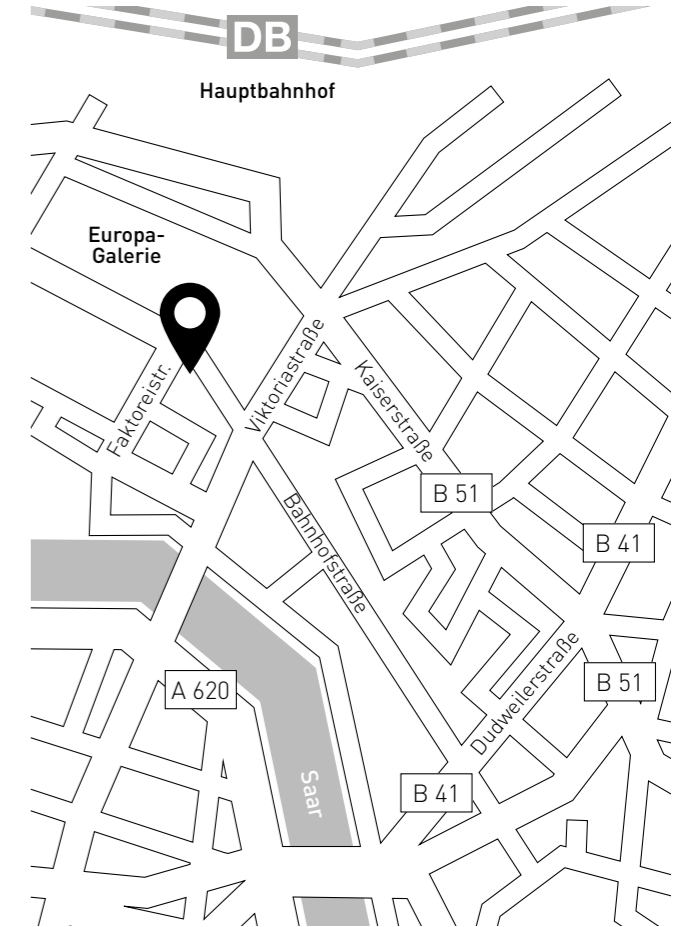 DB
Hauptbahnhof
Europa-
Galerie
Viktoriastraße
Faktoreistr.
Kaiserstraße
B 51
Bahnhofstraße
B 41
Dudweilerstraße
B 51
A 620
Saar
B 41